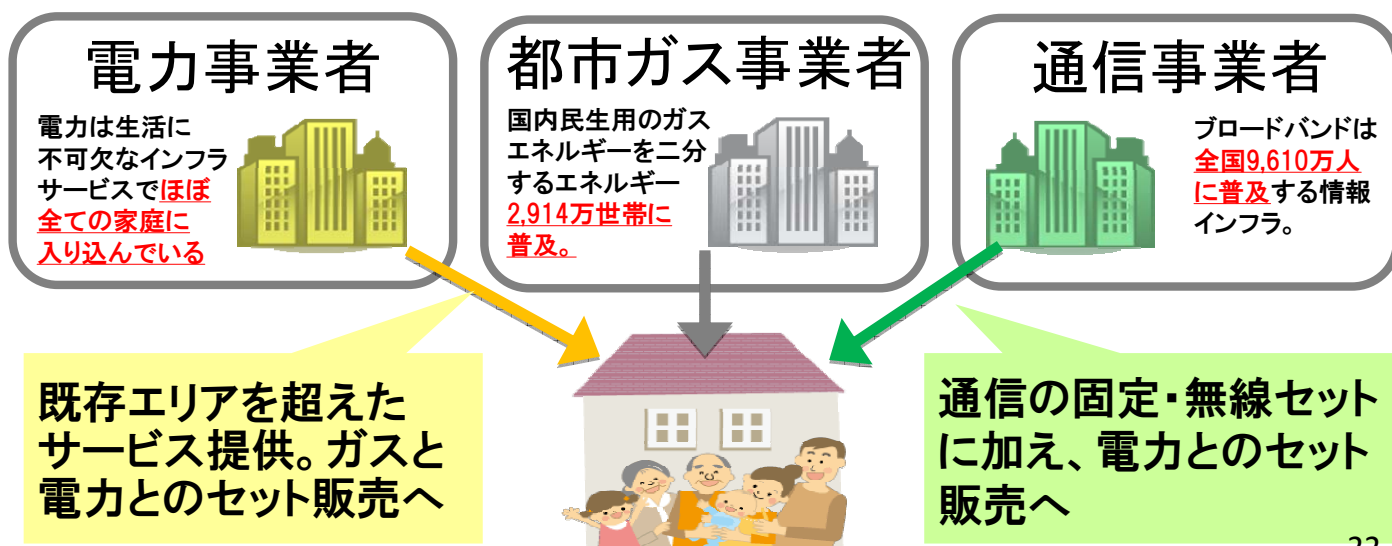 電力事業者
電力は生活に
不可欠なインフラ
サービスでほぼ
全ての家庭に
入り込んでいる
都市ガス事業者
国内民生用のガス
エネルギーを二分
するエネルギー
2,914万世帯に
普及。
通信事業者
ブロードバンドは
全国9,610万人
に普及する情報
インフラ。
既存エリアを超えた
サービス提供。ガスと
電力とのセット販売へ
通信の固定・無線セット
に加え、電力とのセット
販売へ